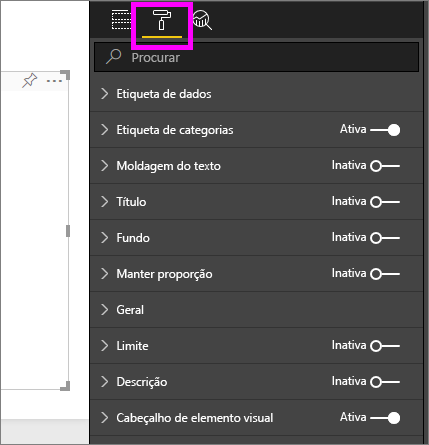 Procurar
Etiqueta de dados
Etiqueta de categorias Ativa
Moldagem do texto Inativa
Título Inativa
Fundo Inativa
Manter proporção Inativa
Geral
Limite Inativa
Descrição Inativa
Cabeçalho de elemento visual Ativa